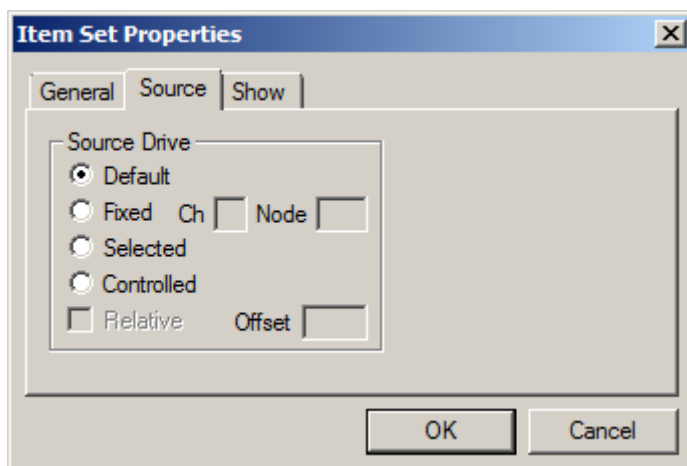 Item Set Properties
General Source Show
Source Drive
Default
Fixed Ch Node
Selected
Controlled
Relative Offset
OK Cancel